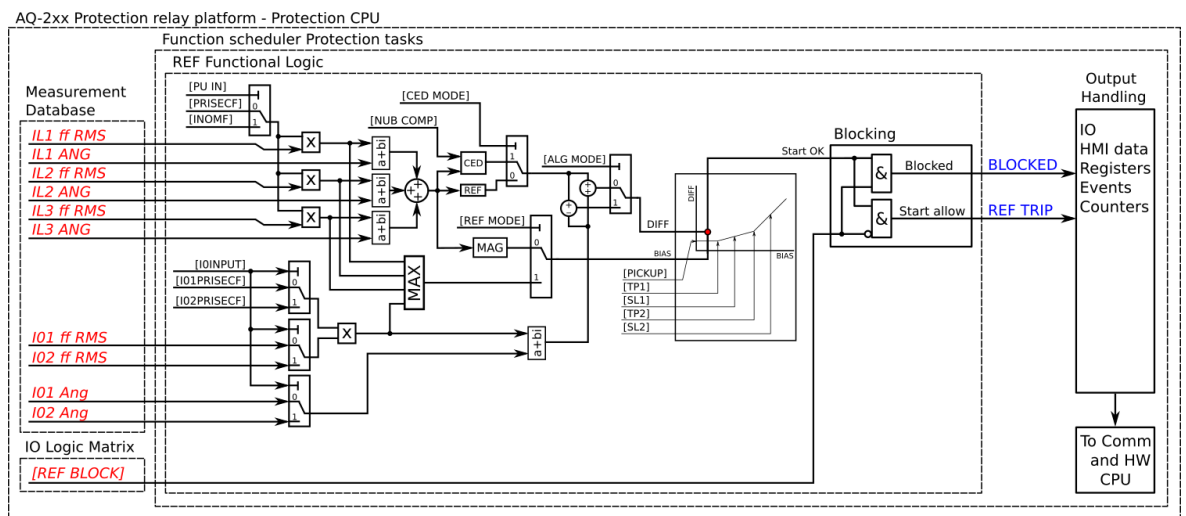 AQ-2xx Protection relay platform - Protection CPU
Function scheduler Protection tasks
REF Functional Logic
Measurement
Database
IL1 ff RMS
IL1 ANG
IL2 ff RMS
IL2 ANG
IL3 ff RMS
IL3 ANG
I01 ff RMS
I02 ff RMS
I01 Ang
I02 Ang
IO Logic Matrix
[REF BLOCK]
[PU IN]
[PRISECF]
[INOMF]
0
1
X
X
X
a+bi
a+bi
a+bi
+
+
+
[CED MODE]
[NUB COMP]
CED
REF
1
0
[REF MODE]
MAG
0
1
MAX
[I0INPUT]
[I01PRISECF]
[I02PRISECF]
0
1
0
1
0
1
X
a+bi
[ALG MODE]
0
1
+
-
+
-
DIFF
BIAS
DIFF
BIAS
[PICKUP]
[TP1]
[SL1]
[TP2]
[SL2]
Blocking
Start OK
&
Blocked
&
Start allow
BLOCKED
REF TRIP
Output
Handling
IO
HMI data
Registers
Events
Counters
To Comm
and HW
CPU